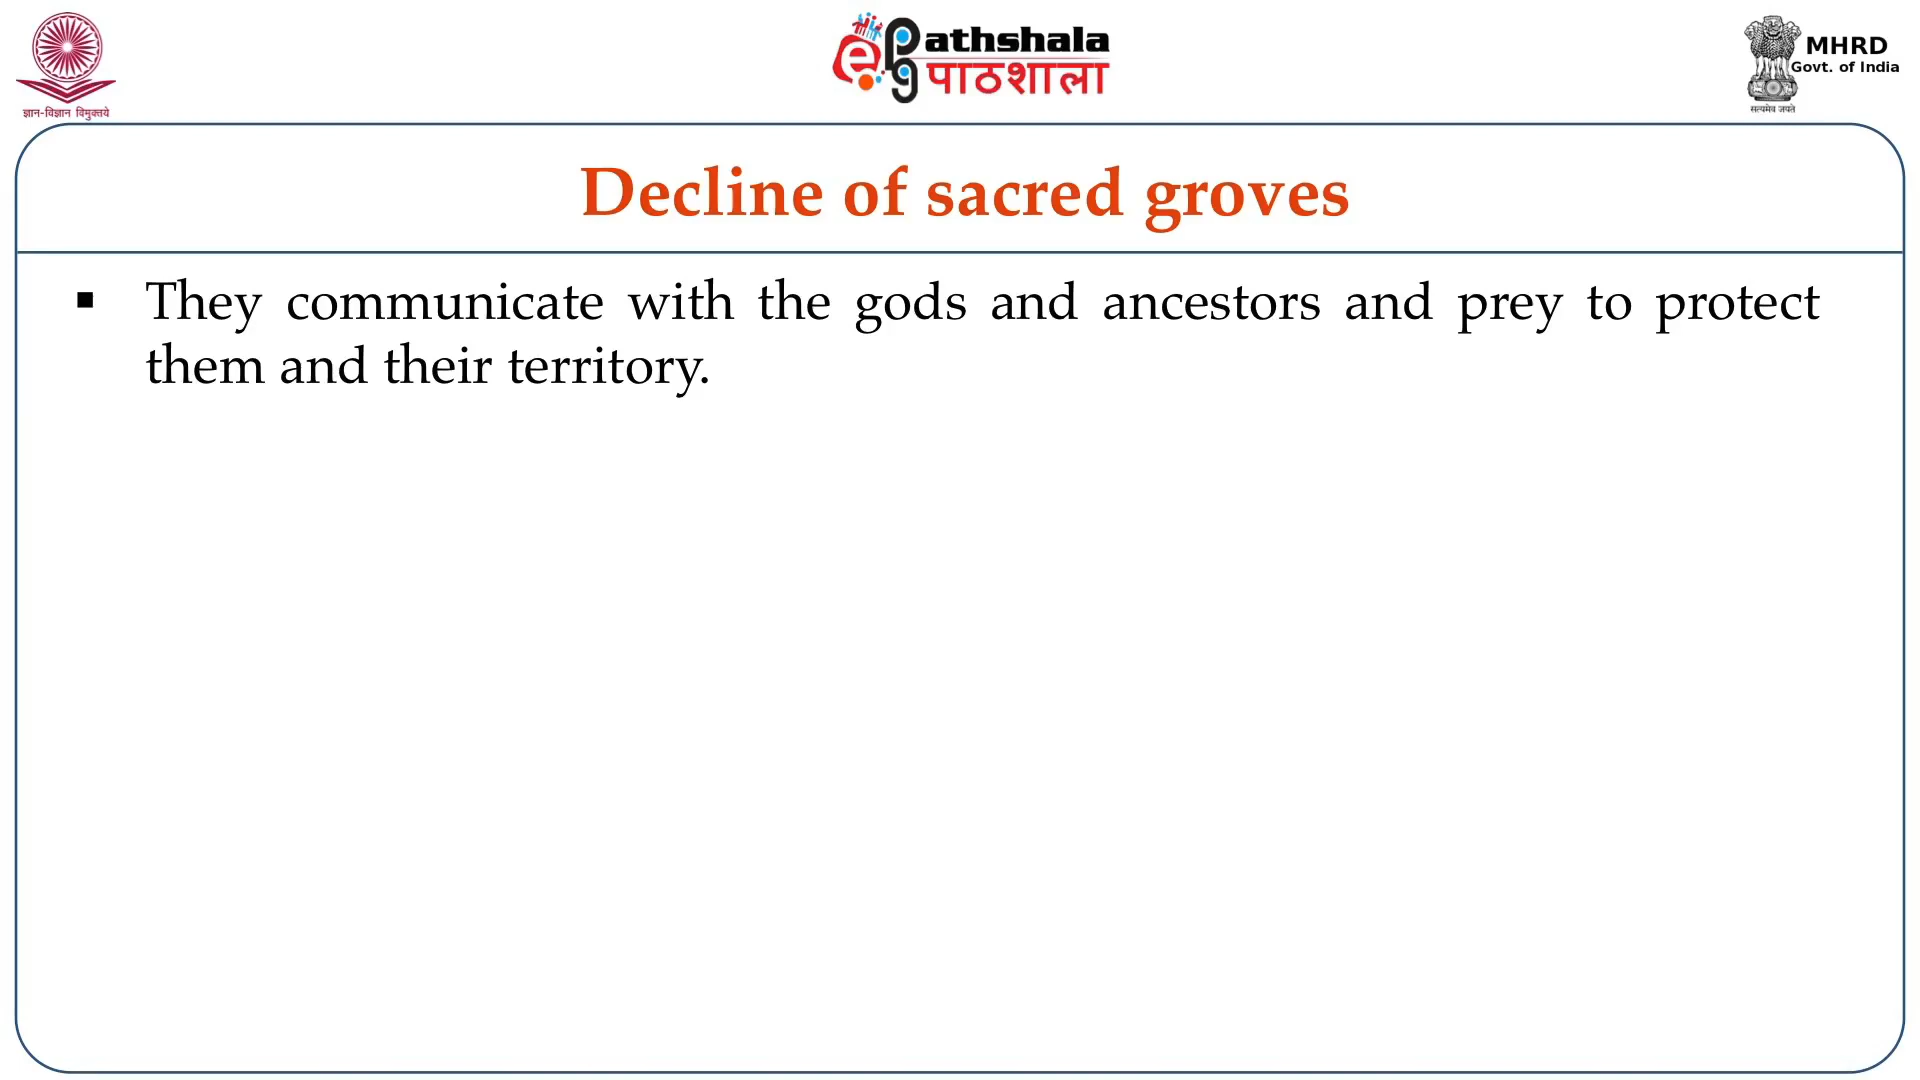 ज्ञान-विज्ञान विमुक्तये
ePathshala
पाठशाला
MHRD
Govt. of India
सत्यमेव जयते
Decline of sacred groves
▪ They communicate with the gods and ancestors and prey to protect
them and their territory.